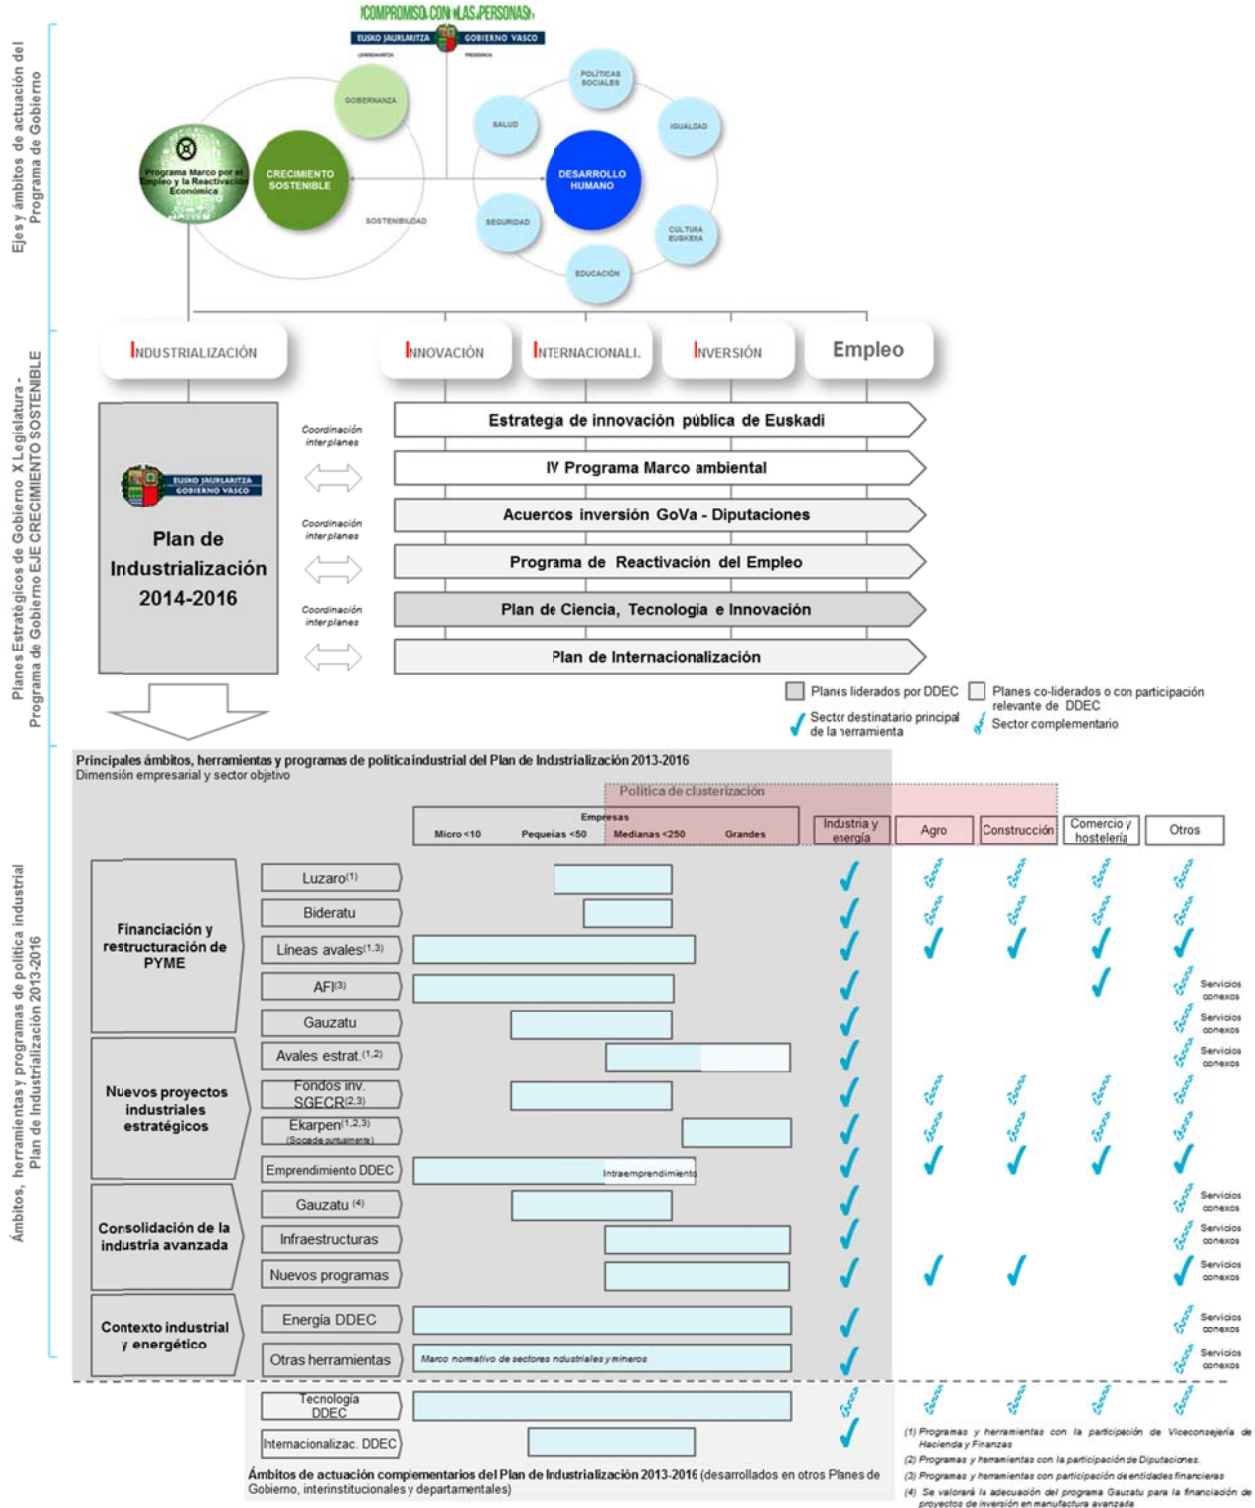 ¡COMPROMISO CON LAS PERSONAS!
EUSKO JAURLARITZA GOBIERNO VASCO
LEHENDAKARITZA PRESIDENCIA
Ejes y ámbitos de actuación del
Programa de Gobierno
GOBERNANZA
Programa Marco por el
Empleo y la Reactivación
Económica
CRECIMIENTO
SOSTENIBLE
SOSTENIBILDAD
POLÍTICAS
SOCIALES
SALUD
IGUALDAD
DESARROLLO
HUMANO
SEGURIDAD
CULTURA
EUSKERA
EDUCACIÓN
Planes Estratégicos de Gobierno X Legislatura -
Programa de Gobierno EJE CRECIMIENTO SOSTENIBLE
INDUSTRIALIZACIÓN
INNOVACIÓN
INTERNACIONALI.
INVERSIÓN
Empleo
EUSKO JAURLARITZA
GOBIERNO VASCO
Plan de
Industrialización
2014-2016
Coordinación
interplanes
Coordinación
interplanes
Coordinación
interplanes
Estrategia de innovación pública de Euskadi
IV Programa Marco ambiental
Acuerdos inversión GoVa - Diputaciones
Programa de Reactivación del Empleo
Plan de Ciencia, Tecnología e Innovación
Plan de Internacionalización
Planes liderados por DDEC
Planes co-liderados o con participación
relevante de DDEC
Sector destinatario principal
de la herramienta
Sector complementario
Ámbitos, herramientas y programas de política industrial
Plan de Industrialización 2013-2016
Principales ámbitos, herramientas y programas de política industrial del Plan de Industrialización 2013-2016
Dimensión empresarial y sector objetivo
Política de clusterización
Empresas
Micro <10 Pequeñas <50 Medianas <250 Grandes
Industria y
energía
Agro
Construcción
Comercio y
hostelería
Otros
Financiación y
restructuración de
PYME
Luzaro(1)
Bideratu
Líneas avales(1,3)
AFI(3)
Servicios
conexos
Gauzatu
Servicios
conexos
Nuevos proyectos
industriales
estratégicos
Avales estrat.(1,2)
Servicios
conexos
Fondos inv.
SGECR(2,3)
Ekarpen(1,2,3)
(Sociade puntualmente)
Emprendimiento DDEC
Intraemprendimiento
Consolidación de la
industria avanzada
Gauzatu (4)
Servicios
conexos
Infraestructuras
Servicios
conexos
Nuevos programas
Servicios
conexos
Contexto industrial
y energético
Energía DDEC
Servicios
conexos
Otras herramientas
Marco normativo de sectores ndustriales y mineros
Servicios
conexos
Tecnología
DDEC
Internacionalizac. DDEC
Ámbitos de actuación complementarios del Plan de Industrialización 2013-2016 (desarrollados en otros Planes de
Gobierno, interinstitucionales y departamentales)
(1) Programas y herramientas con la participación de Viceconsejería de
Hacienda y Finanzas
(2) Programas y herramientas con la participación de Diputaciones.
(3) Programas y herramientas con participación de entidades financieras
(4) Se valorará la adecuación del programa Gauzatu para la financiación de
proyectos de inversión en manufactura avanzada